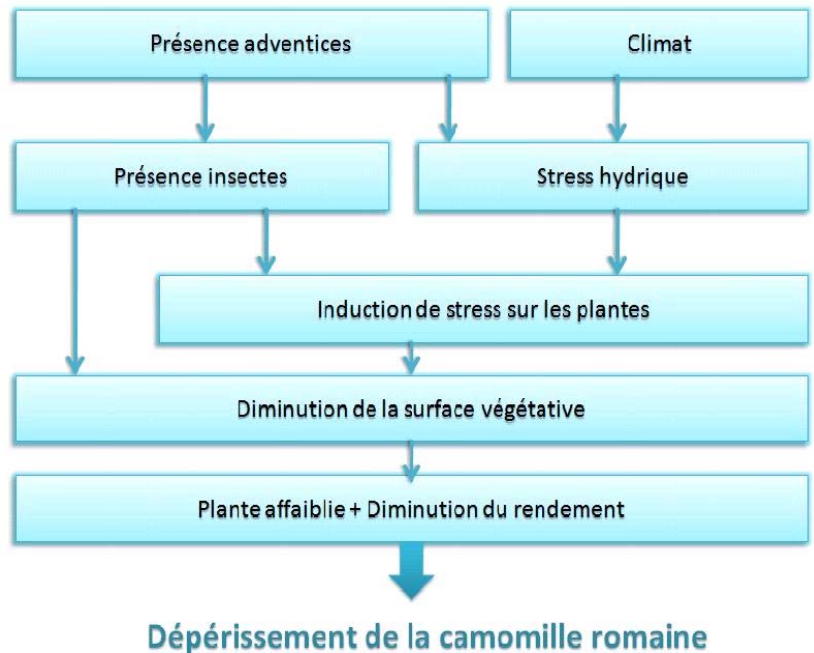 Présence adventices
Climat
Présence insectes
Stress hydrique
Induction de stress sur les plantes
Diminution de la surface végétative
Plante affaiblie + Diminution du rendement
Dépérissement de la camomille romaine